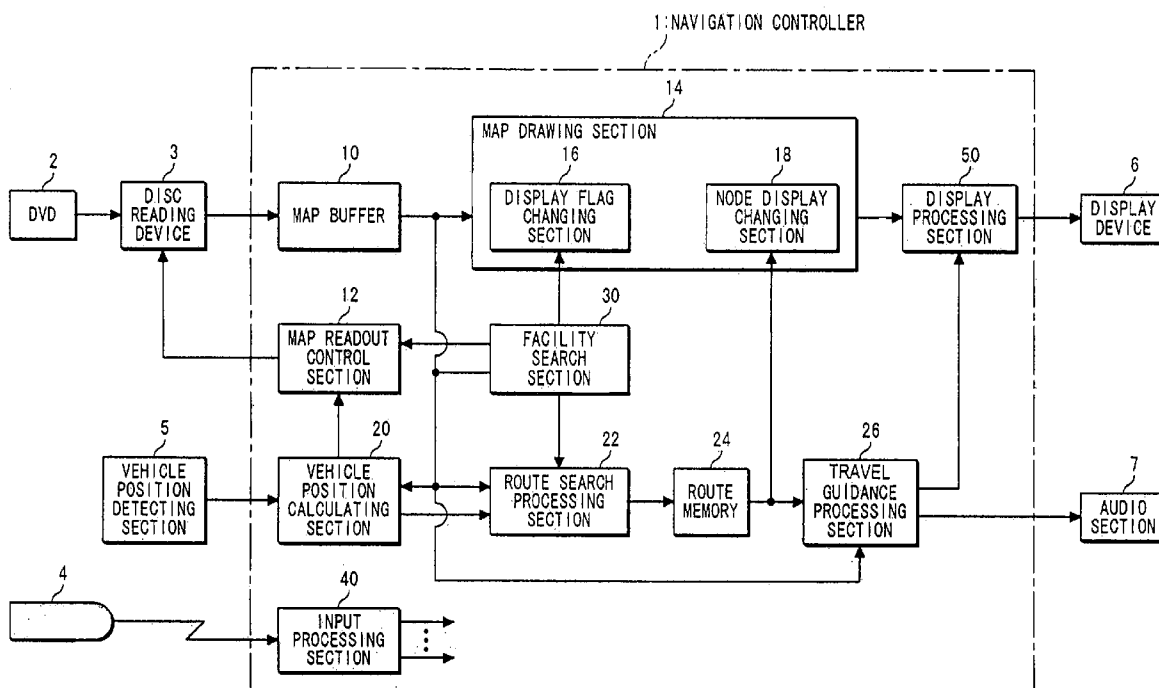 1:NAVIGATION CONTROLLER
14
MAP DRAWING SECTION
2
DVD
3
DISC
READING
DEVICE
10
MAP BUFFER
16
DISPLAY FLAG
CHANGING
SECTION
18
NODE DISPLAY
CHANGING
SECTION
50
DISPLAY
PROCESSING
SECTION
6
DISPLAY
DEVICE
12
MAP READOUT
CONTROL
SECTION
30
FACILITY
SEARCH
SECTION
5
VEHICLE
POSITION
DETECTING
SECTION
20
VEHICLE
POSITION
CALCULATING
SECTION
22
ROUTE SEARCH
PROCESSING
SECTION
24
ROUTE
MEMORY
26
TRAVEL
GUIDANCE
PROCESSING
SECTION
7
AUDIO
SECTION
4
40
INPUT
PROCESSING
SECTION